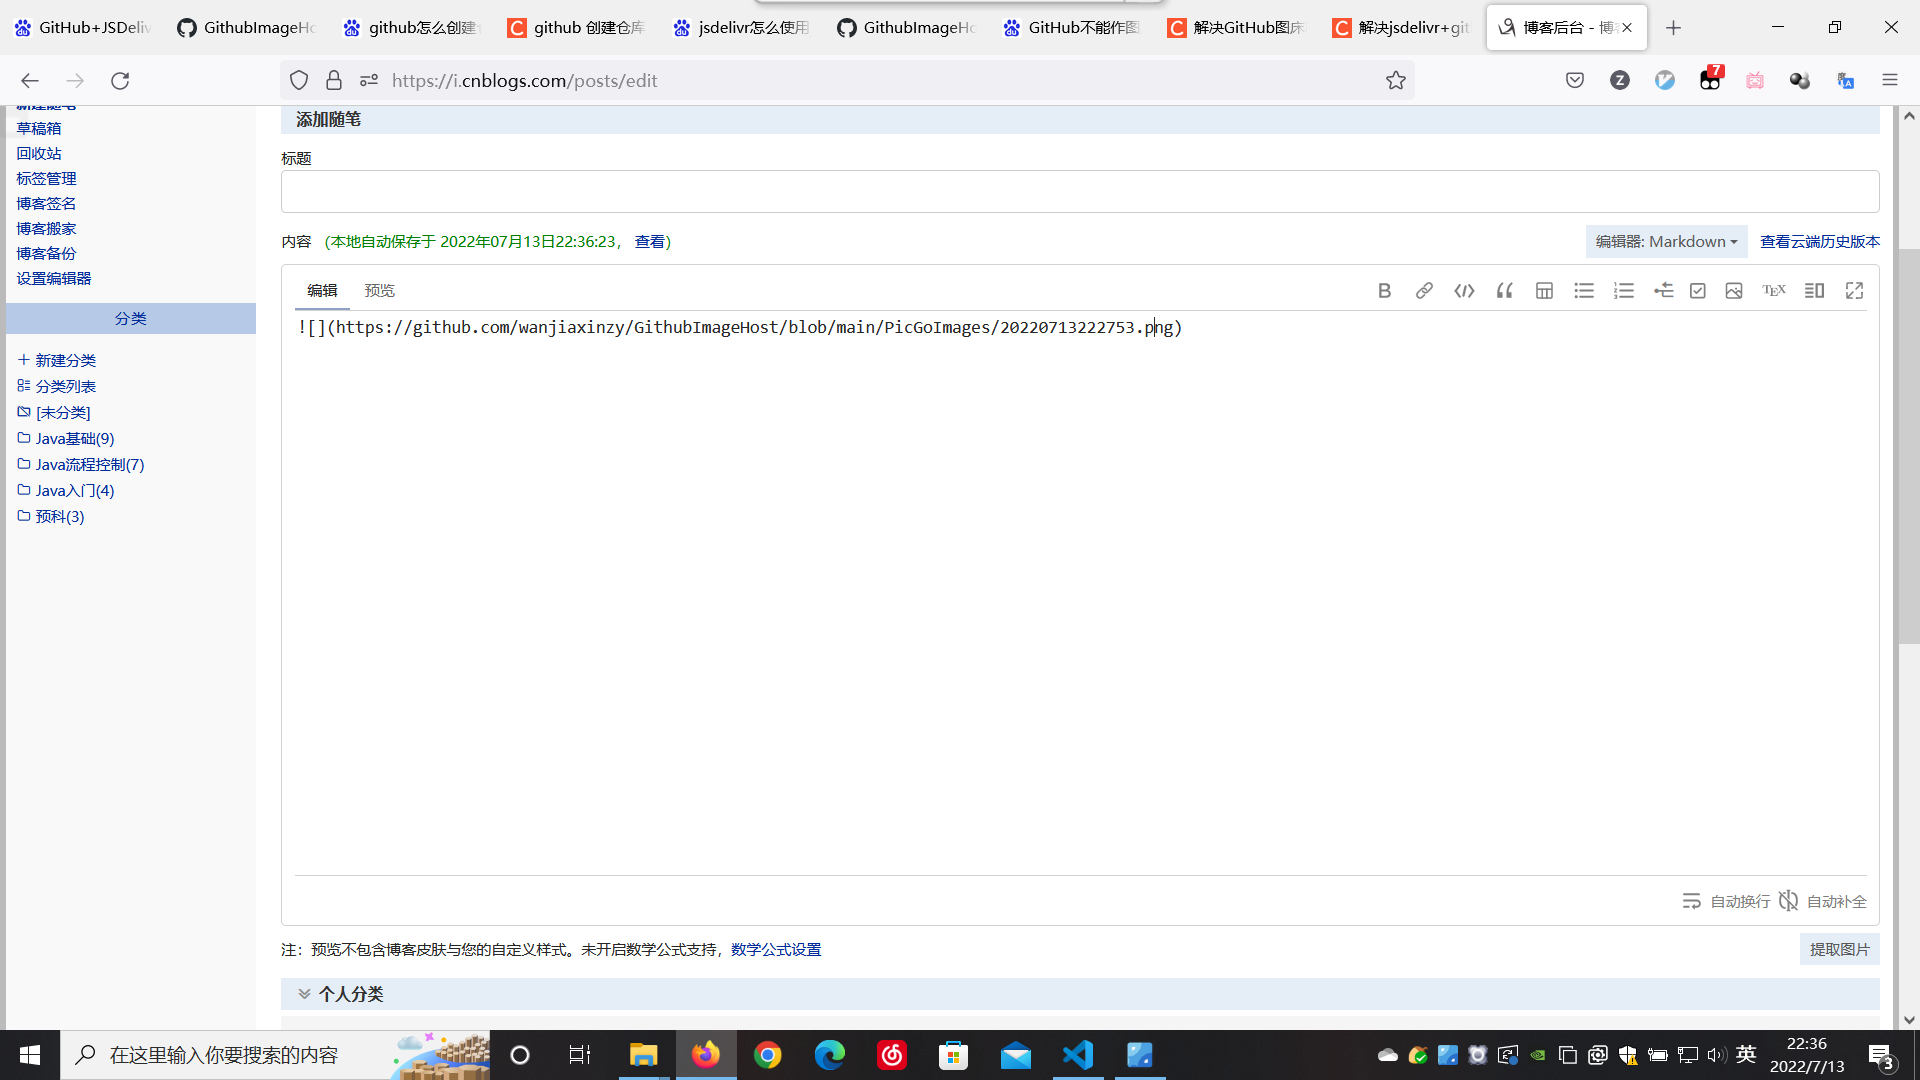 GitHub+JSDeliv
GithubImageHo
github怎么创建
github 创建仓库
jsdelivr怎么使用
GithubImageHo
GitHub不能作图
解决GitHub图床
解决jsdelivr+git
博客后台 - 博
https://i.cnblogs.com/posts/edit
Z
7
新建随笔
草稿箱
回收站
标签管理
博客签名
博客搬家
博客备份
设置编辑器
分类
新建分类
分类列表
[未分类]
Java基础(9)
Java流程控制(7)
Java入门(4)
预科(3)
添加随笔
标题
内容 (本地自动保存于 2022年07月13日22:36:23, 查看)
编辑器: Markdown
查看云端历史版本
编辑
预览
B
TEX
![](https://github.com/wanjiaxinzy/GithubImageHost/blob/main/PicGoImages/20220713222753.png)
自动换行
自动补全
注：预览不包含博客皮肤与您的自定义样式。未开启数学公式支持，数学公式设置
提取图片
个人分类
在这里输入你要搜索的内容
英
22:36
2022/7/13
3